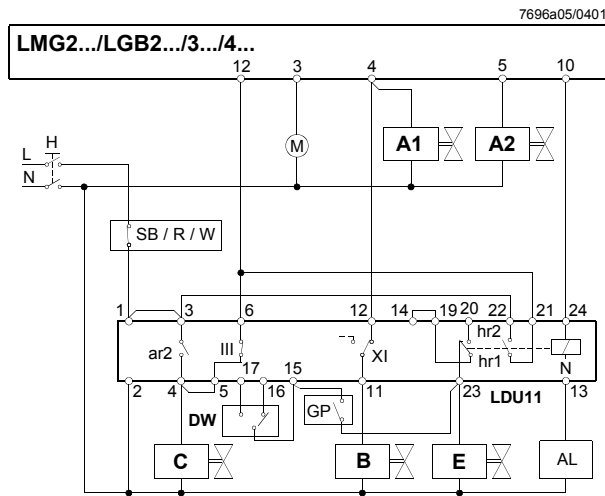 7696a05/0401
LMG2.../LGB2.../3.../4...
12 3 4 5 10
H
L
N
M
A1
A2
SB / R / W
1 3 6 12 14 19 20 22 21 24
ar2
III
XI
hr2
hr1
N
2 4 5 17 16 15 11 23 13
LDU11
DW
GP
C
B
E
AL